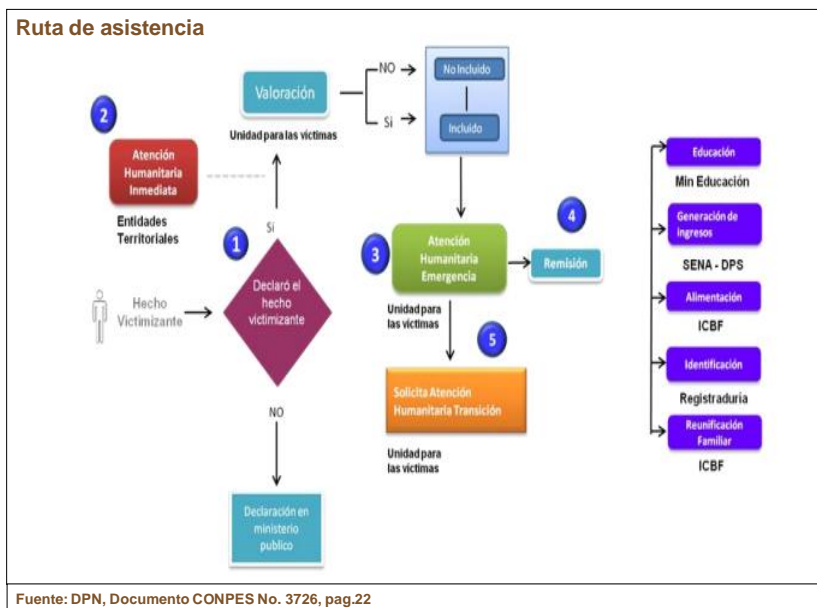 Ruta de asistencia
2
Atención
Humanitaria
Inmediata
Entidades
Territoriales
Valoración
Unidad para las víctimas
NO
Si
No Incluido
Incluido
1
Si
Declaró el
hecho
victimizante
Hecho
Victimizante
NO
Declaración en
ministerio
publico
3
Atención
Humanitaria
Emergencia
Unidad para
las víctimas
4
Remisión
5
Solicita Atención
Humanitaria Transición
Unidad para
las víctimas
Educación
Min Educación
Generación de
ingresos
SENA - DPS
Alimentación
ICBF
Identificación
Registraduría
Reunificación
Familiar
ICBF
Fuente: DPN, Documento CONPES No. 3726, pag.22